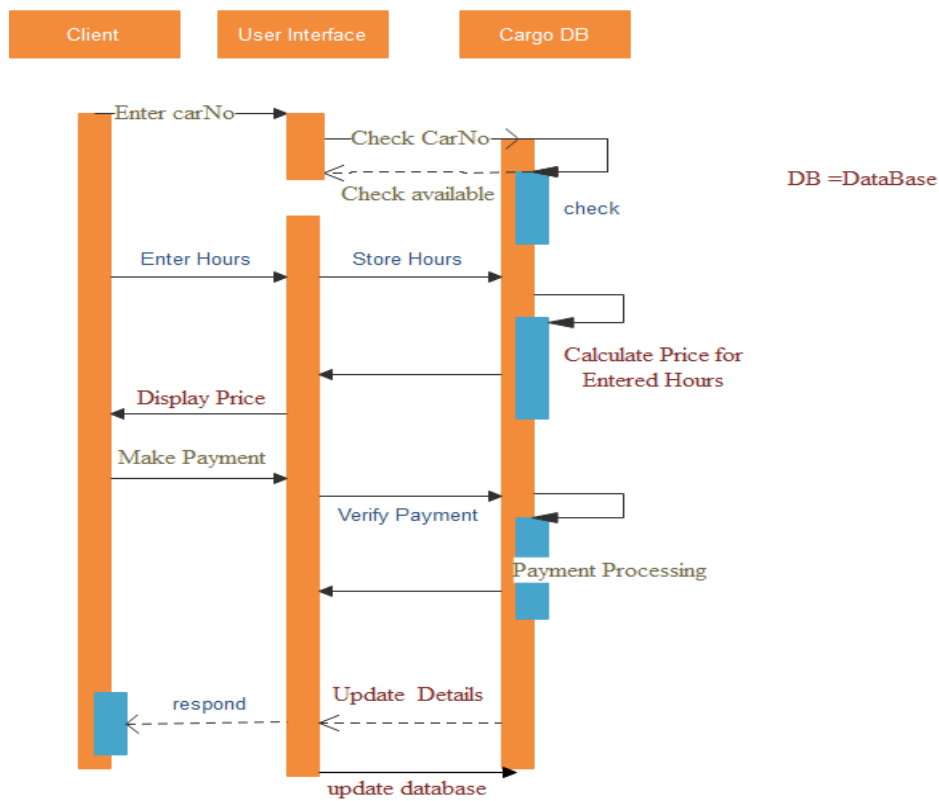 Client
User Interface
Cargo DB
Enter carNo
Check CarNo
Check available
DB =DataBase
check
Enter Hours
Store Hours
Calculate Price for
Entered Hours
Display Price
Make Payment
Verify Payment
Payment Processing
Update Details
respond
update database